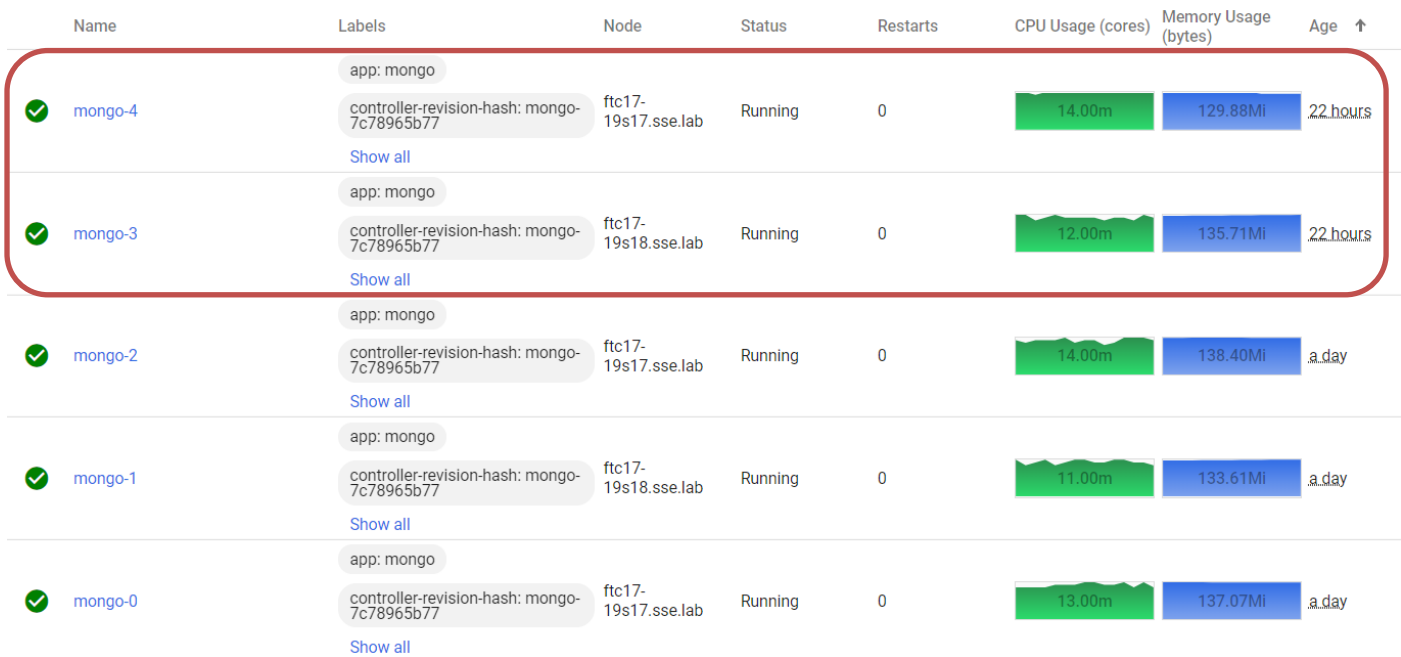 Name Labels Node Status Restarts CPU Usage (cores) Memory Usage (bytes) Age ↑
app: mongo
mongo-4 controller-revision-hash: mongo-7c78965b77 ftc17-19s17.sse.lab Running 0 14.00m 129.88Mi 22 hours
Show all
app: mongo
mongo-3 controller-revision-hash: mongo-7c78965b77 ftc17-19s18.sse.lab Running 0 12.00m 135.71Mi 22 hours
Show all
app: mongo
mongo-2 controller-revision-hash: mongo-7c78965b77 ftc17-19s17.sse.lab Running 0 14.00m 138.40Mi a day
Show all
app: mongo
mongo-1 controller-revision-hash: mongo-7c78965b77 ftc17-19s18.sse.lab Running 0 11.00m 133.61Mi a day
Show all
app: mongo
mongo-0 controller-revision-hash: mongo-7c78965b77 ftc17-19s17.sse.lab Running 0 13.00m 137.07Mi a day
Show all